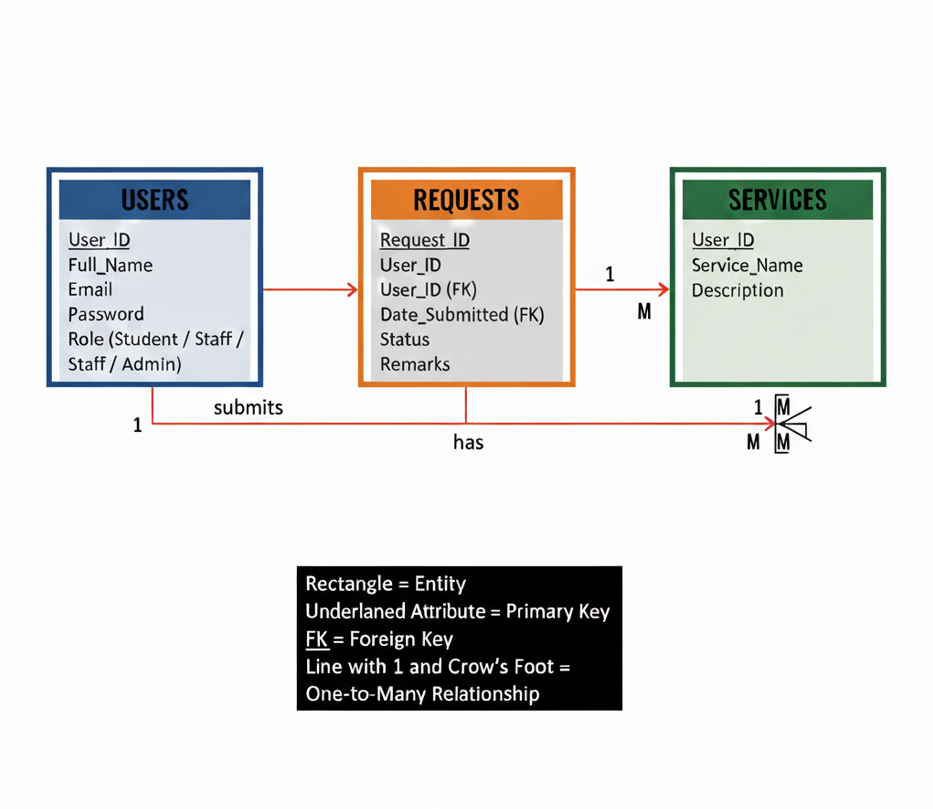 USERS
User_ID
Full_Name
Email
Password
Role (Student / Staff /
Staff / Admin)
REQUESTS
Request_ID
User_ID
User_ID (FK)
Date_Submitted (FK)
Status
Remarks
1
M
SERVICES
User_ID
Service_Name
Description
submits
1
has
1
M
M
M
Rectangle = Entity
Underlaned Attribute = Primary Key
FK = Foreign Key
Line with 1 and Crow's Foot =
One-to-Many Relationship